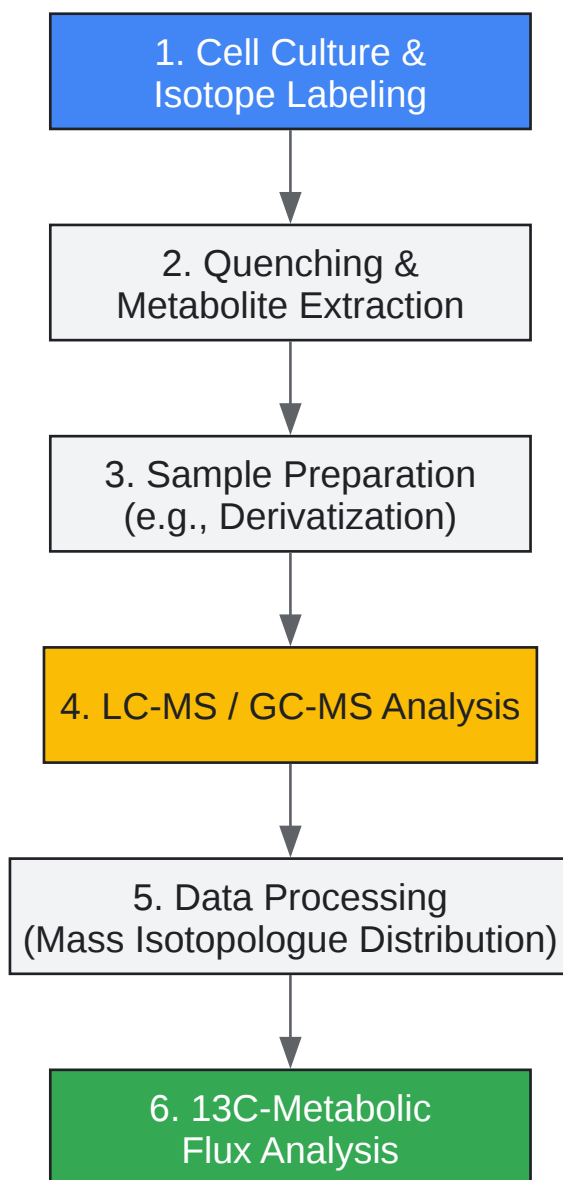 1. Cell Culture &
Isotope Labeling
2. Quenching &
Metabolite Extraction
3. Sample Preparation
(e.g., Derivatization)
4. LC-MS / GC-MS Analysis
5. Data Processing
(Mass Isotopologue Distribution)
6. 13C-Metabolic
Flux Analysis